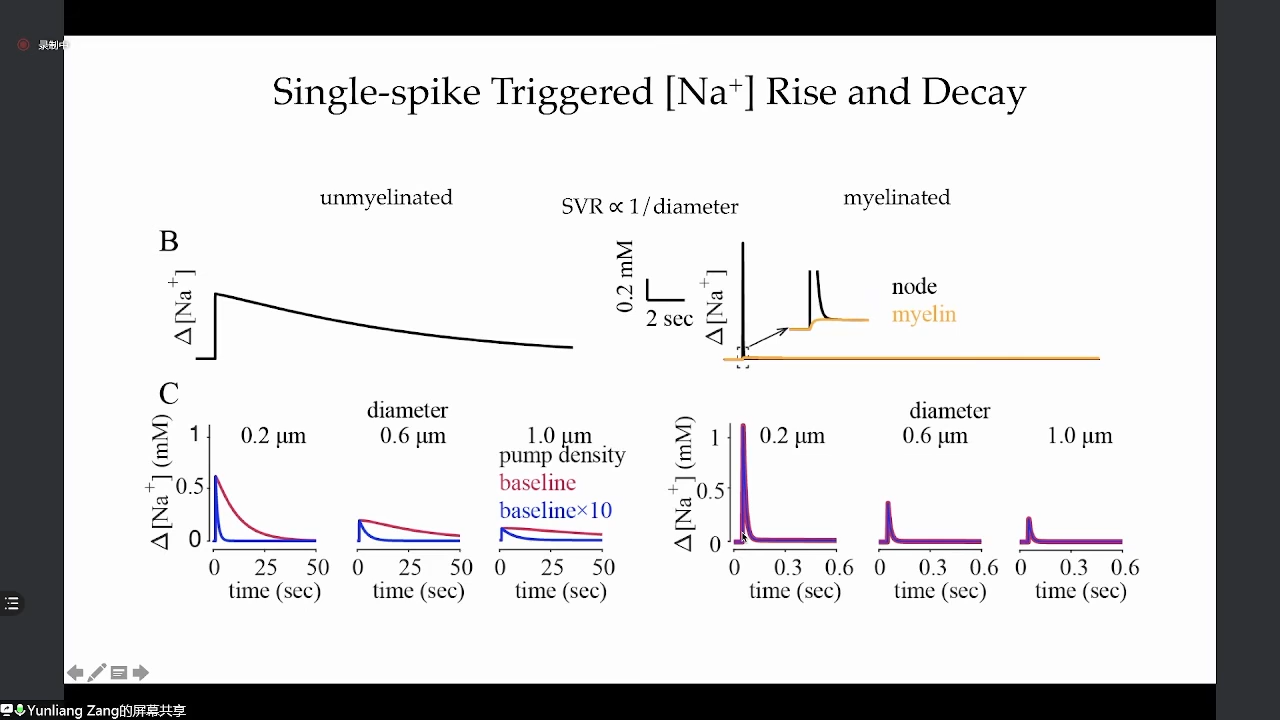 录制中
Single-spike Triggered [Na⁺] Rise and Decay
unmyelinated
SVR ∝ 1/diameter
myelinated
B
Δ[Na⁺]
0.2 mM
2 sec
Δ[Na⁺]
node
myelin
C
diameter
0.2 µm
0.6 µm
1.0 µm
pump density
baseline
baseline×10
Δ[Na⁺] (mM)
1
0.5
0
0 25 50
time (sec)
0 25 50
time (sec)
0 25 50
time (sec)
diameter
0.2 µm
0.6 µm
1.0 µm
Δ[Na⁺] (mM)
1
0.5
0
0 0.3 0.6
time (sec)
0 0.3 0.6
time (sec)
0 0.3 0.6
time (sec)
Yunliang Zang的屏幕共享